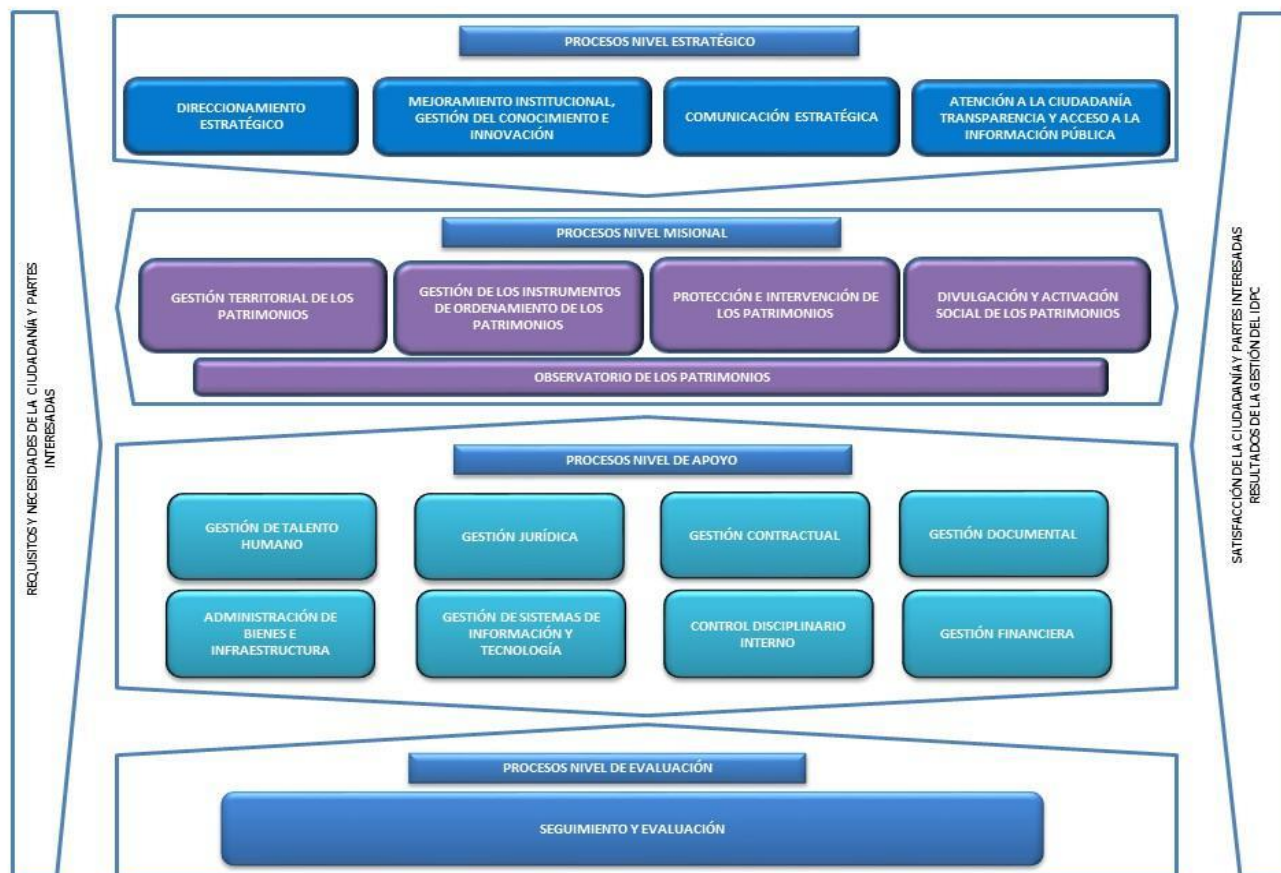 PROCESOS NIVEL ESTRATÉGICO
DIRECCIONAMIENTO
ESTRATÉGICO
MEJORAMIENTO INSTITUCIONAL,
GESTIÓN DEL CONOCIMIENTO E
INNOVACIÓN
COMUNICACIÓN ESTRATÉGICA
ATENCIÓN A LA CIUDADANÍA
TRANSPARENCIA Y ACCESO A LA
INFORMACIÓN PÚBLICA
REQUISITOS Y NECESIDADES DE LA CIUDADANÍA Y PARTES
INTERESADAS
PROCESOS NIVEL MISIONAL
GESTIÓN TERRITORIAL DE LOS
PATRIMONIOS
GESTIÓN DE LOS INSTRUMENTOS
DE ORDENAMIENTO DE LOS
PATRIMONIOS
PROTECCIÓN E INTERVENCIÓN DE
LOS PATRIMONIOS
DIVULGACIÓN Y ACTIVACIÓN
SOCIAL DE LOS PATRIMONIOS
OBSERVATORIO DE LOS PATRIMONIOS
PROCESOS NIVEL DE APOYO
GESTIÓN DE TALENTO
HUMANO
GESTIÓN JURÍDICA
GESTIÓN CONTRACTUAL
GESTIÓN DOCUMENTAL
ADMINISTRACIÓN DE
BIENES E
INFRAESTRUCTURA
GESTIÓN DE SISTEMAS DE
INFORMACIÓN Y
TECNOLOGÍA
CONTROL DISCIPLINARIO
INTERNO
GESTIÓN FINANCIERA
PROCESOS NIVEL DE EVALUACIÓN
SEGUIMIENTO Y EVALUACIÓN
SATISFACCIÓN DE LA CIUDADANÍA Y PARTES INTERESADAS
RESULTADOS DE LA GESTIÓN DEL IDPC